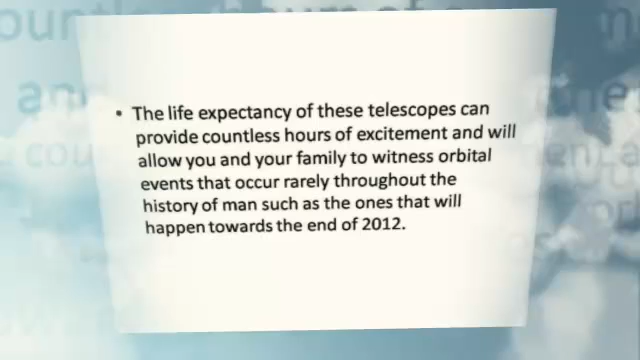 • The life expectancy of these telescopes can
provide countless hours of excitement and will
allow you and your family to witness orbital
events that occur rarely throughout the
history of man such as the ones that will
happen towards the end of 2012.